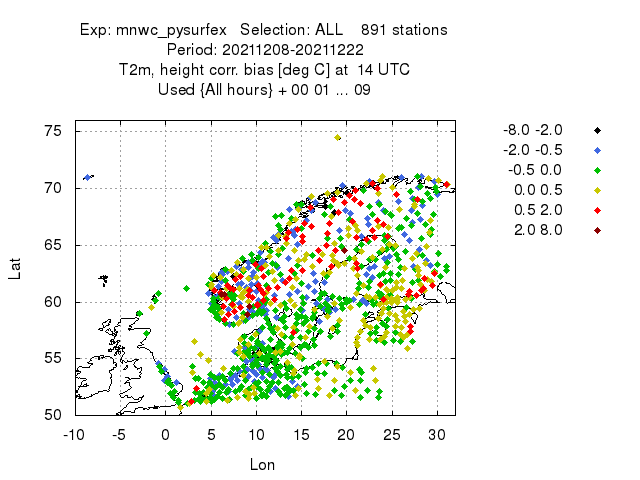 Exp: mnwc_pysurfex Selection: ALL 891 stations
Period: 20211208-20211222
T2m, height corr. bias [deg C] at 14 UTC
Used {All hours} + 00 01 ... 09
75
70
65
60
55
50
-10 -5 0 5 10 15 20 25 30
Lat
Lon
-8.0 -2.0
-2.0 -0.5
-0.5 0.0
0.0 0.5
0.5 2.0
2.0 8.0